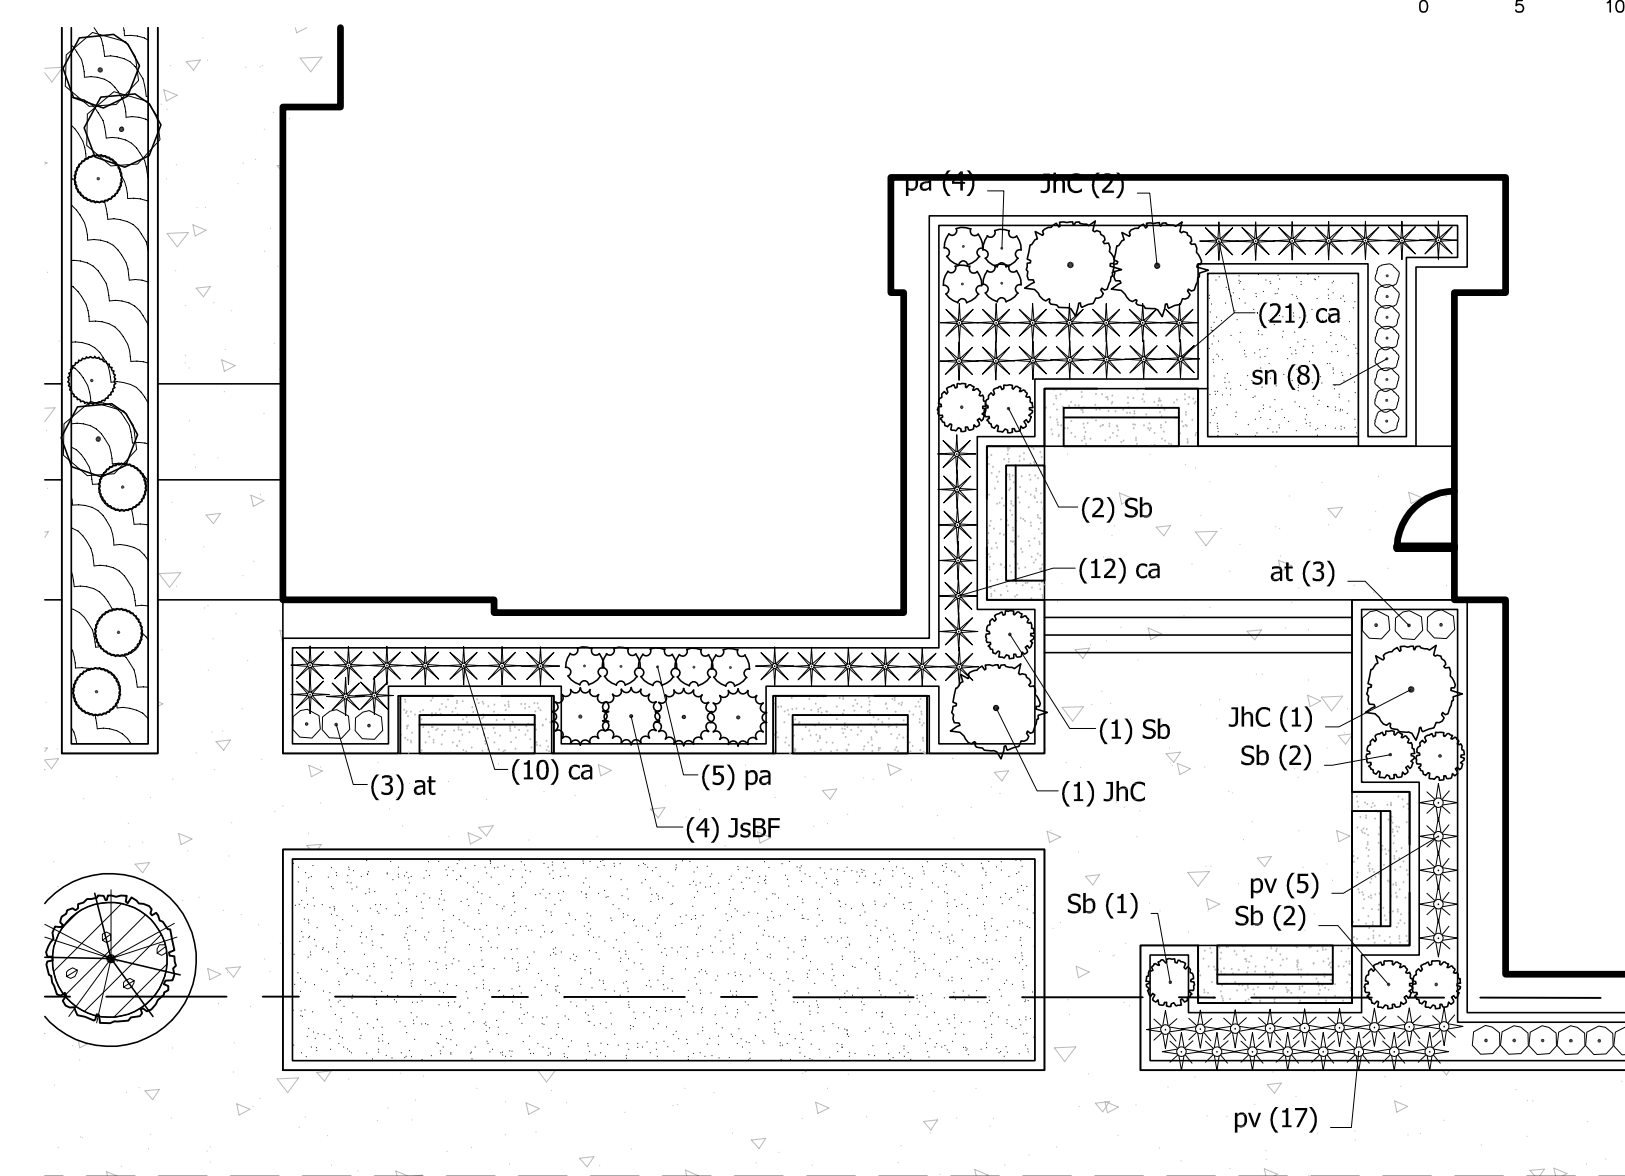 0 5 10
pa (4) JhC (2)
(21) ca
sn (8)
(2) Sb
(12) ca
at (3)
JhC (1)
(1) Sb
Sb (2)
(10) ca
(5) pa
(3) at
(1) JhC
(4) JsBF
pv (5)
Sb (1)
Sb (2)
pv (17)